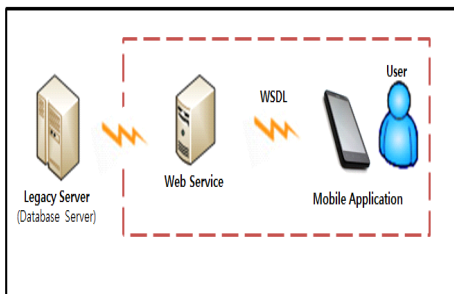 User
WSDL
Web Service
Legacy Server
(Database Server)
Mobile Application